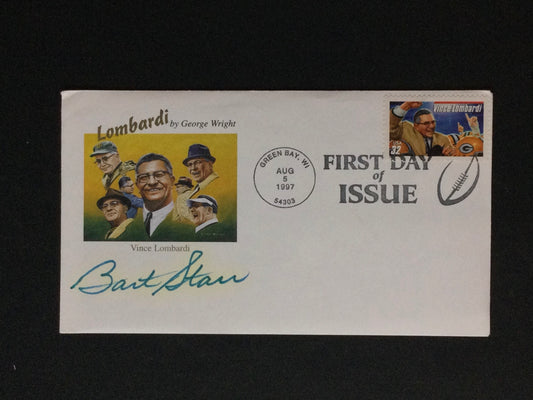 Lombardi by George Wright
Vince Lombardi
Bart Starr
Vince Lombardi
32
GREEN BAY, WI
AUG
5
1997
54303
FIRST DAY
of
ISSUE